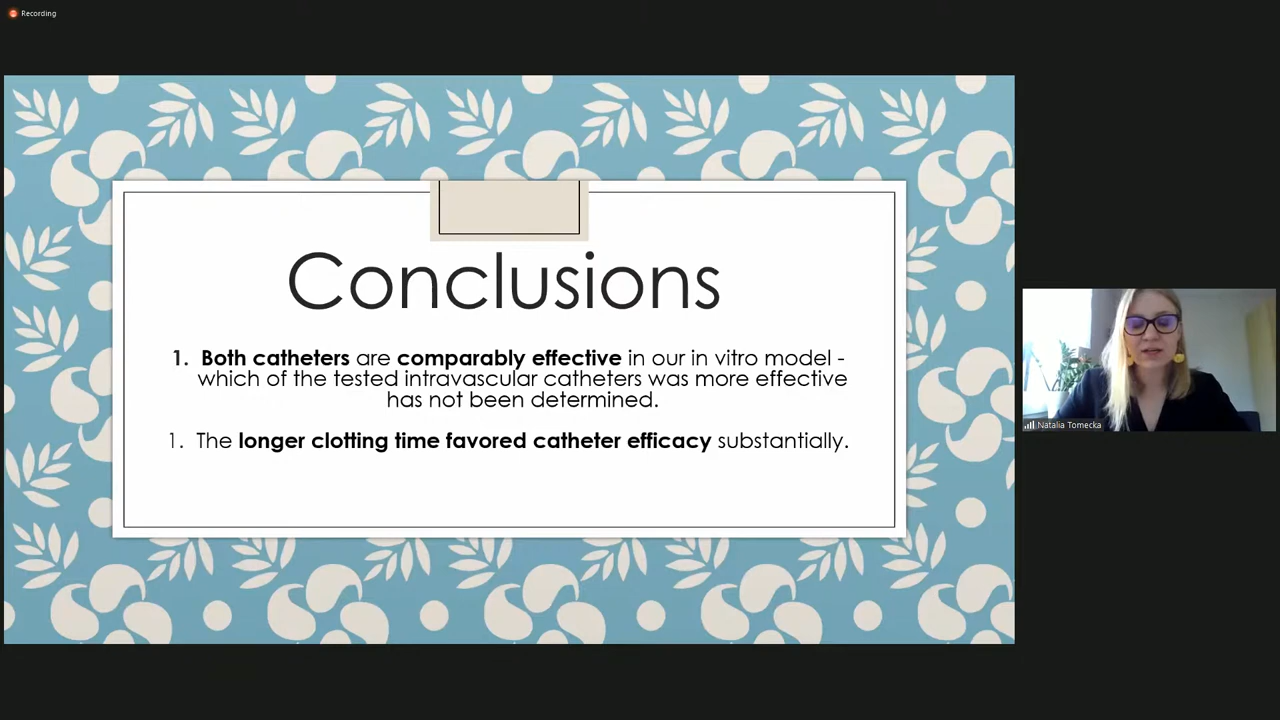 Recording
Conclusions
1. Both catheters are comparably effective in our in vitro model -
which of the tested intravascular catheters was more effective
has not been determined.
1. The longer clotting time favored catheter efficacy substantially.
Natalia Tomecka